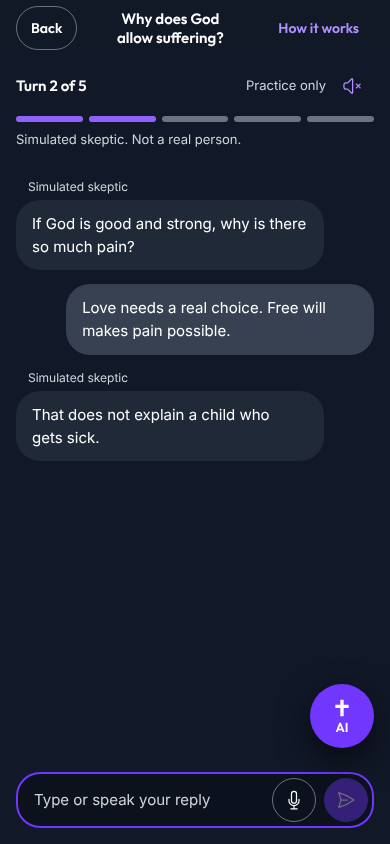 Back
Why does God
allow suffering?
How it works
Turn 2 of 5
Practice only
Simulated skeptic. Not a real person.
Simulated skeptic
If God is good and strong, why is there
so much pain?
Love needs a real choice. Free will
makes pain possible.
Simulated skeptic
That does not explain a child who
gets sick.
AI
Type or speak your reply